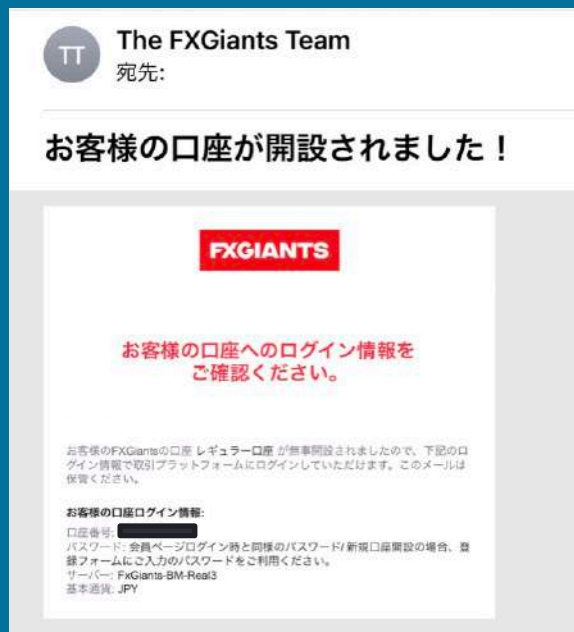 TT
The FXGiants Team
宛先:
お客様の口座が開設されました！
FXGIANTS
お客様の口座へのログイン情報を
ご確認ください。
お客様のFXGiantsの口座 レギュラー口座 が無事開設されましたので、下記のロ
グイン情報で取引プラットフォームにログインしていただけます。このメールは
保管ください。
お客様の口座ログイン情報:
口座番号:
パスワード: 会員ページログイン時と同様のパスワード/ 新規口座開設の場合、登
録フォームにご入力のパスワードをご利用ください。
サーバー: FxGiants-BM-Real3
基本通貨: JPY